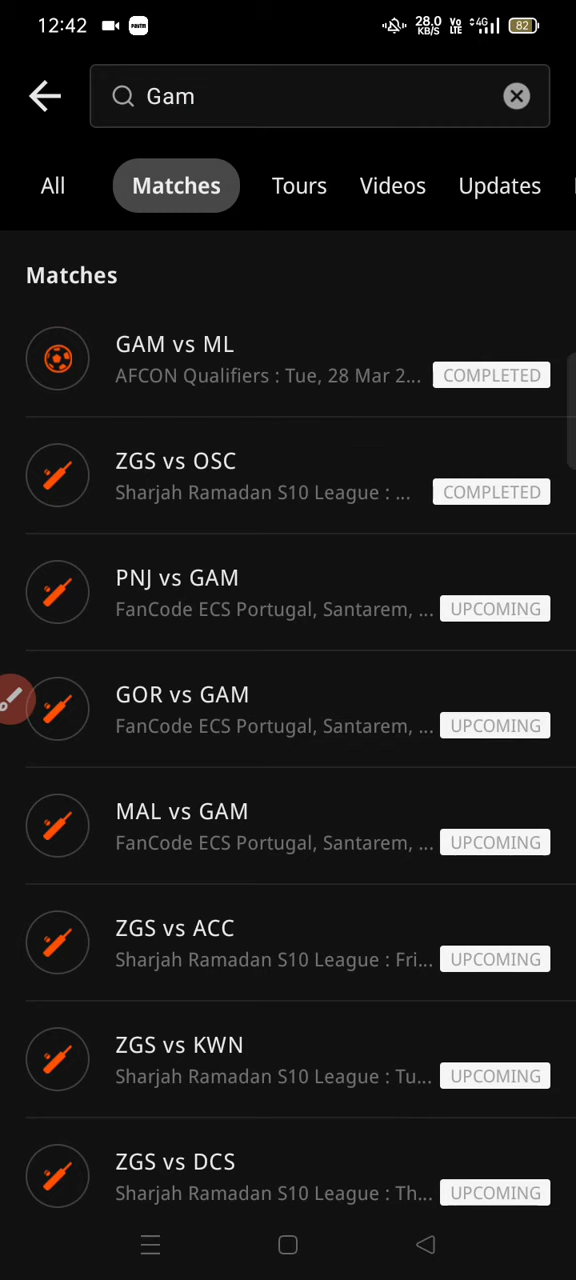 12:42 paytm 28.0 KB/S Vo LTE 4G 82
Gam
All Matches Tours Videos Updates
Matches
GAM vs ML
AFCON Qualifiers : Tue, 28 Mar 2... COMPLETED
ZGS vs OSC
Sharjah Ramadan S10 League : ... COMPLETED
PNJ vs GAM
FanCode ECS Portugal, Santarem, ... UPCOMING
GOR vs GAM
FanCode ECS Portugal, Santarem, ... UPCOMING
MAL vs GAM
FanCode ECS Portugal, Santarem, ... UPCOMING
ZGS vs ACC
Sharjah Ramadan S10 League : Fri... UPCOMING
ZGS vs KWN
Sharjah Ramadan S10 League : Tu... UPCOMING
ZGS vs DCS
Sharjah Ramadan S10 League : Th... UPCOMING